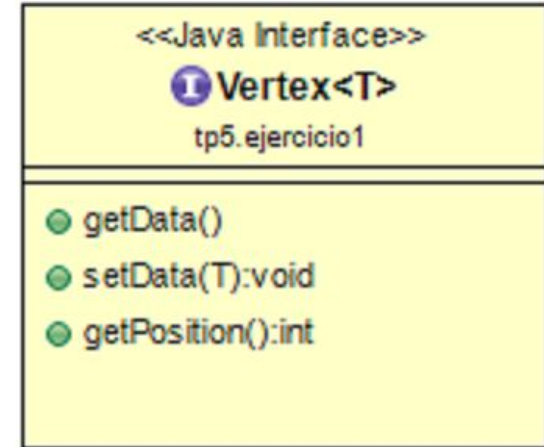 <<Java Interface>>
I Vertex<T>
tp5.ejercicio1
getData()
setData(T):void
getPosition():int